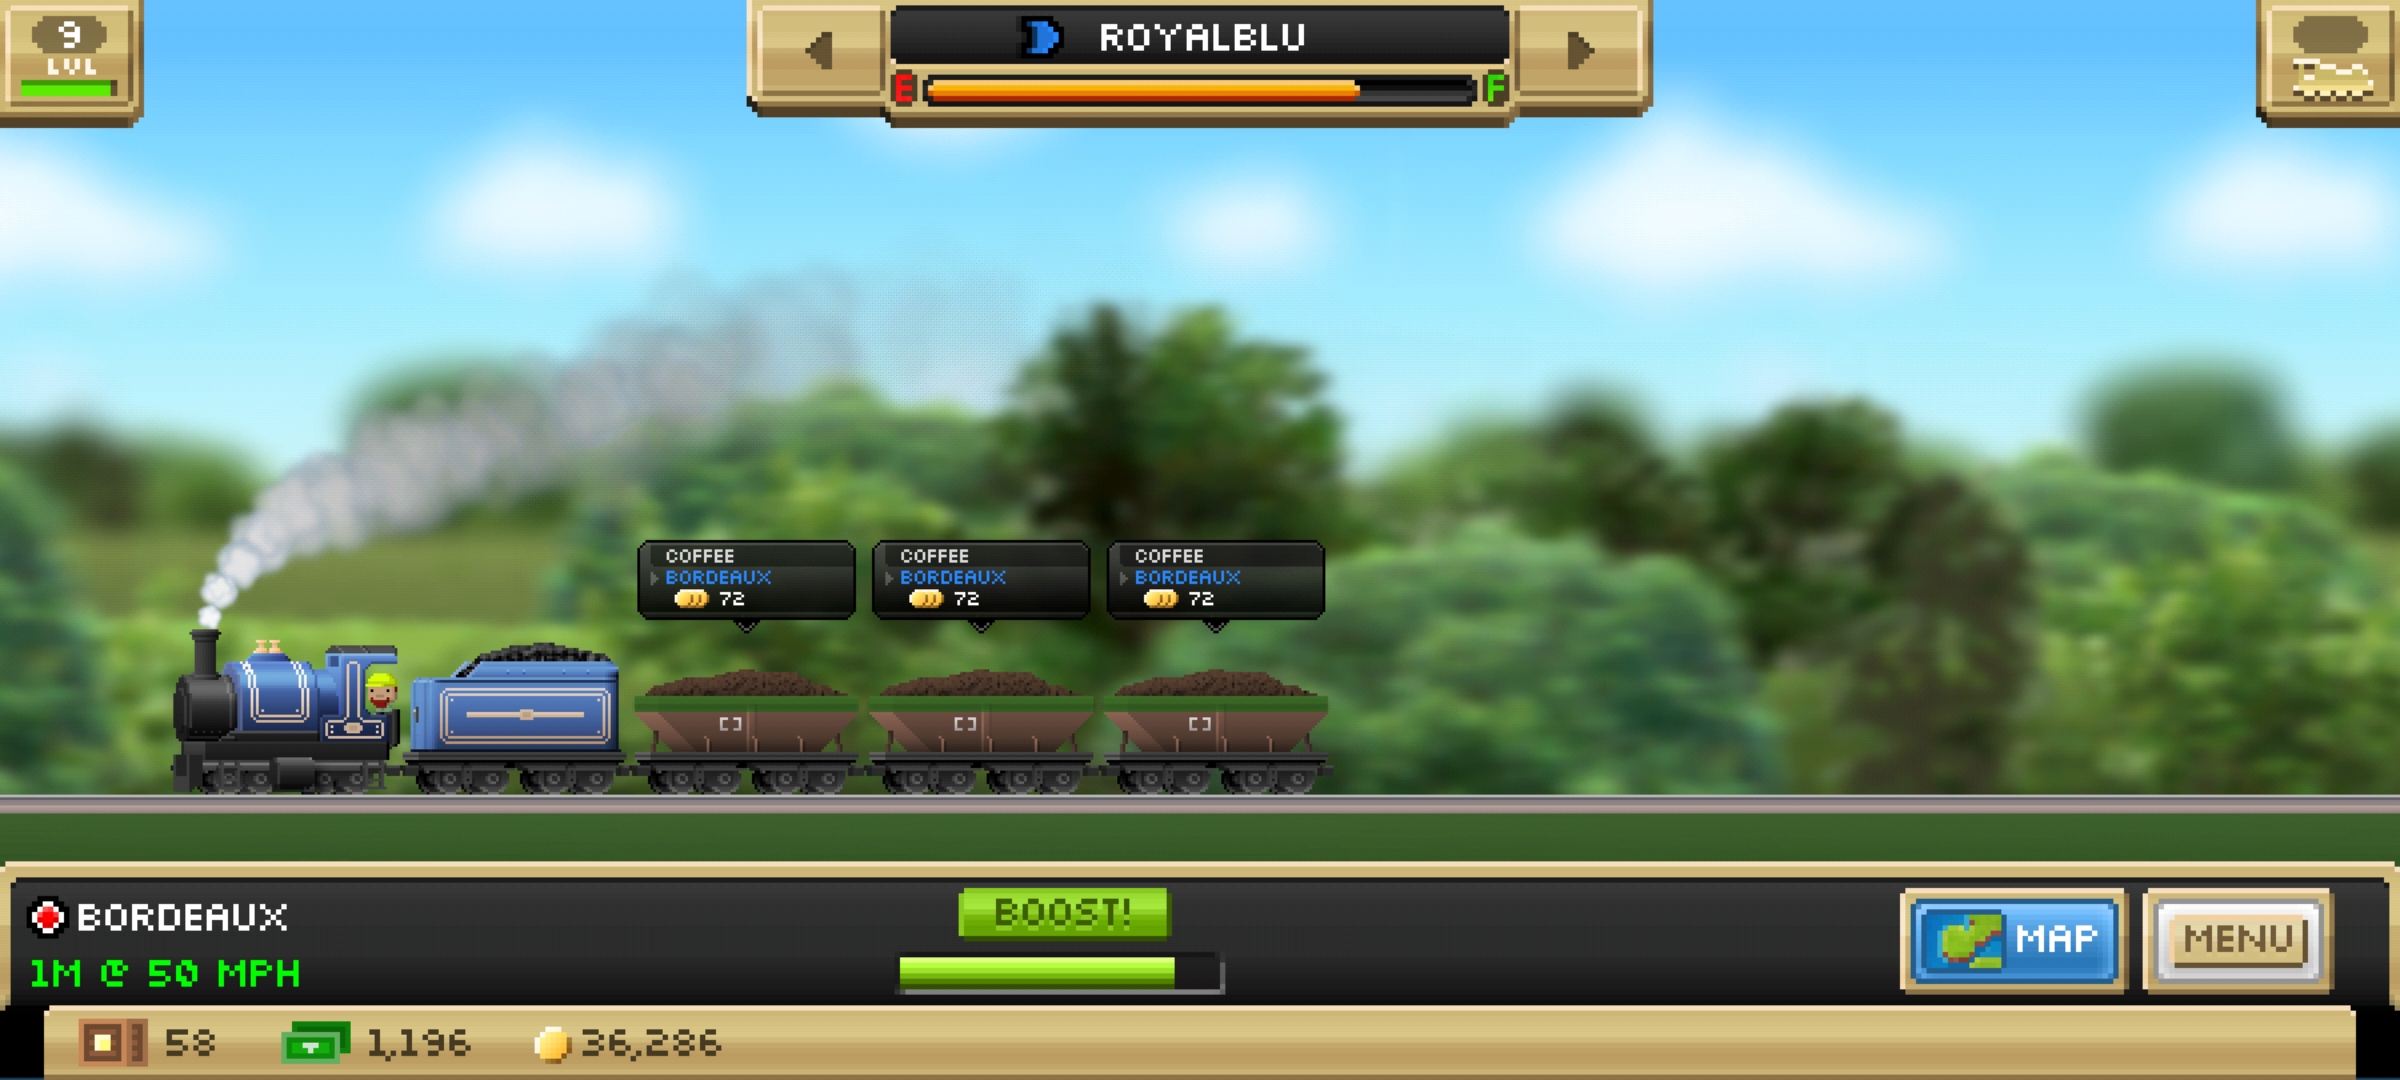 9
LVL
ROYALBLU
E F
COFFEE
BORDEAUX
72
COFFEE
BORDEAUX
72
COFFEE
BORDEAUX
72
BORDEAUX
1M @ 50 MPH
BOOST!
MAP
MENU
58 1,196 36,286